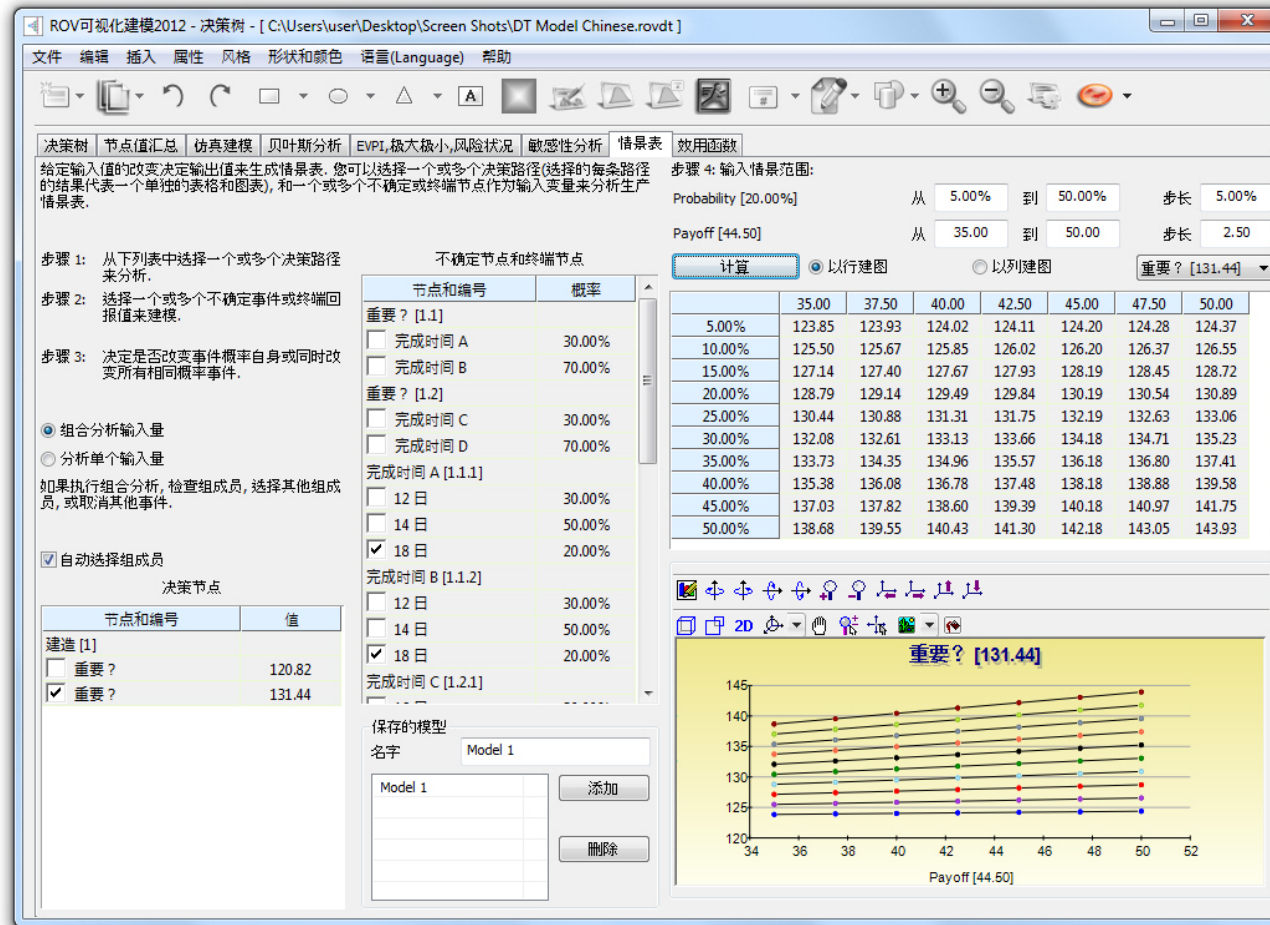 ROV可视化建模2012 - 决策树 - [ C:\Users\user\Desktop\Screen Shots\DT Model Chinese.rovdt ]
文件 编辑 插入 属性 风格 形状和颜色 语言(Language) 帮助
A
#
决策树 节点值汇总 仿真建模 贝叶斯分析 EVPI,极大极小,风险状况 敏感性分析 情景表 效用函数
给定输入值的改变决定输出值来生成情景表. 您可以选择一个或多个决策路径(选择的每条路径
的结果代表一个单独的表格和图表), 和一个或多个不确定或终端节点作为输入变量来分析生产
情景表.
步骤 1: 从下列表中选择一个或多个决策路径
来分析.
步骤 2: 选择一个或多个不确定事件或终端回
报值来建模.
步骤 3: 决定是否改变事件概率自身或同时改
变所有相同概率事件.
组合分析输入量
分析单个输入量
如果执行组合分析, 检查组成员, 选择其他组成
员, 或取消其他事件.
自动选择组成员
决策节点
节点和编号 值
建造 [1]
重要？ 120.82
重要？ 131.44
不确定节点和终端节点
节点和编号 概率
重要？ [1.1]
完成时间 A 30.00%
完成时间 B 70.00%
重要？ [1.2]
完成时间 C 30.00%
完成时间 D 70.00%
完成时间 A [1.1.1]
12 日 30.00%
14 日 50.00%
18 日 20.00%
完成时间 B [1.1.2]
12 日 30.00%
14 日 50.00%
18 日 20.00%
完成时间 C [1.2.1]
保存的模型
名字 Model 1
Model 1
添加
删除
步骤 4: 输入情景范围:
Probability [20.00%] 从 5.00% 到 50.00% 步长 5.00%
Payoff [44.50] 从 35.00 到 50.00 步长 2.50
计算 以行建图 以列建图 重要？ [131.44]
35.00 37.50 40.00 42.50 45.00 47.50 50.00
5.00% 123.85 123.93 124.02 124.11 124.20 124.28 124.37
10.00% 125.50 125.67 125.85 126.02 126.20 126.37 126.55
15.00% 127.14 127.40 127.67 127.93 128.19 128.45 128.72
20.00% 128.79 129.14 129.49 129.84 130.19 130.54 130.89
25.00% 130.44 130.88 131.31 131.75 132.19 132.63 133.06
30.00% 132.08 132.61 133.13 133.66 134.18 134.71 135.23
35.00% 133.73 134.35 134.96 135.57 136.18 136.80 137.41
40.00% 135.38 136.08 136.78 137.48 138.18 138.88 139.58
45.00% 137.03 137.82 138.60 139.39 140.18 140.97 141.75
50.00% 138.68 139.55 140.43 141.30 142.18 143.05 143.93
2D
重要？ [131.44]
145
140
135
130
125
120
34 36 38 40 42 44 46 48 50 52
Payoff [44.50]